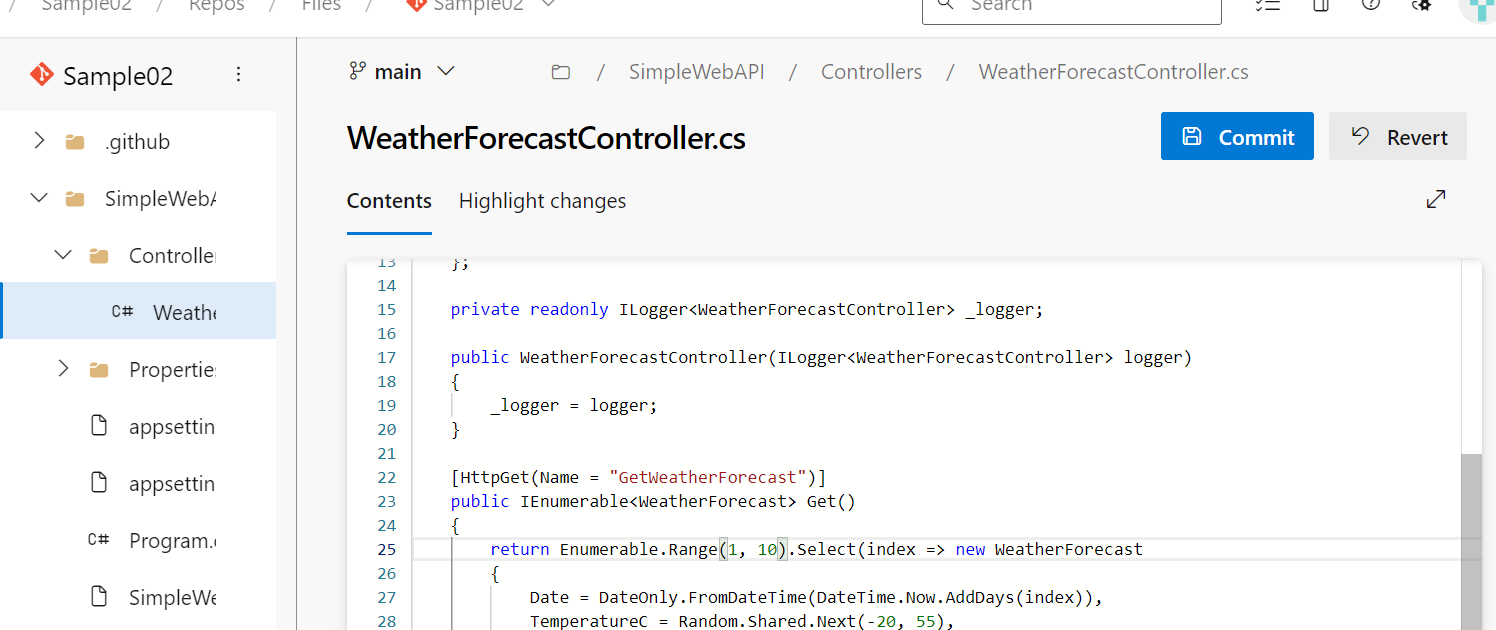 / Sample02 / Repos / Files / Sample02
Search
Sample02
.github
SimpleWebA
Controller
C# Weathe
Propertie
appsettin
appsettin
C# Program.c
SimpleWe
main
/ SimpleWebAPI / Controllers / WeatherForecastController.cs
WeatherForecastController.cs
Commit
Revert
Contents
Highlight changes
13 };
14
15 private readonly ILogger<WeatherForecastController> _logger;
16
17 public WeatherForecastController(ILogger<WeatherForecastController> logger)
18 {
19 _logger = logger;
20 }
21
22 [HttpGet(Name = "GetWeatherForecast")]
23 public IEnumerable<WeatherForecast> Get()
24 {
25 return Enumerable.Range(1, 10).Select(index => new WeatherForecast
26 {
27 Date = DateOnly.FromDateTime(DateTime.Now.AddDays(index)),
28 TemperatureC = Random.Shared.Next(-20, 55),